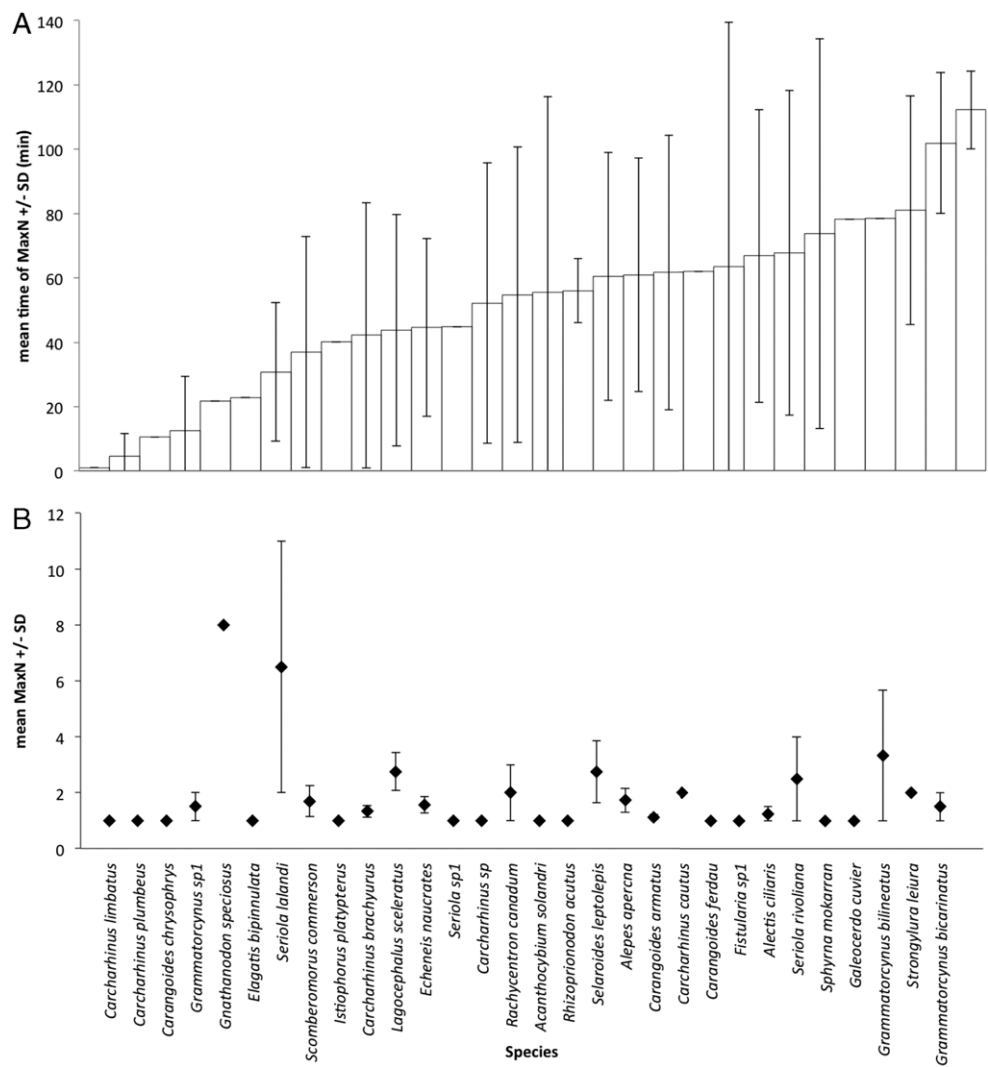 A
mean time of MaxN +/- SD (min)
140
120
100
80
60
40
20
0
B
mean MaxN +/- SD
12
10
8
6
4
2
0
Carcharhinus limbatus
Carcharhinus plumbeus
Carangoides chrysophrys
Grammatorcynus sp1
Gnathanodon speciosus
Elagatis bipinnulata
Seriola lalandi
Scomberomorus commerson
Istiophorus platypterus
Carcharhinus brachyurus
Lagocephalus sceleratus
Echeneis naucrates
Seriola sp1
Carcharhinus sp
Rachycentron canadum
Acanthocybium solandri
Rhizoprionodon acutus
Selaroides leptolepis
Alepes apercna
Carangoides armatus
Carcharhinus cautus
Carangoides ferdau
Fistularia sp1
Alectis ciliaris
Seriola rivoliana
Sphyrna mokarran
Galeocerdo cuvier
Grammatorcynus bilineatus
Strongylura leiura
Grammatorcynus bicarinatus
Species